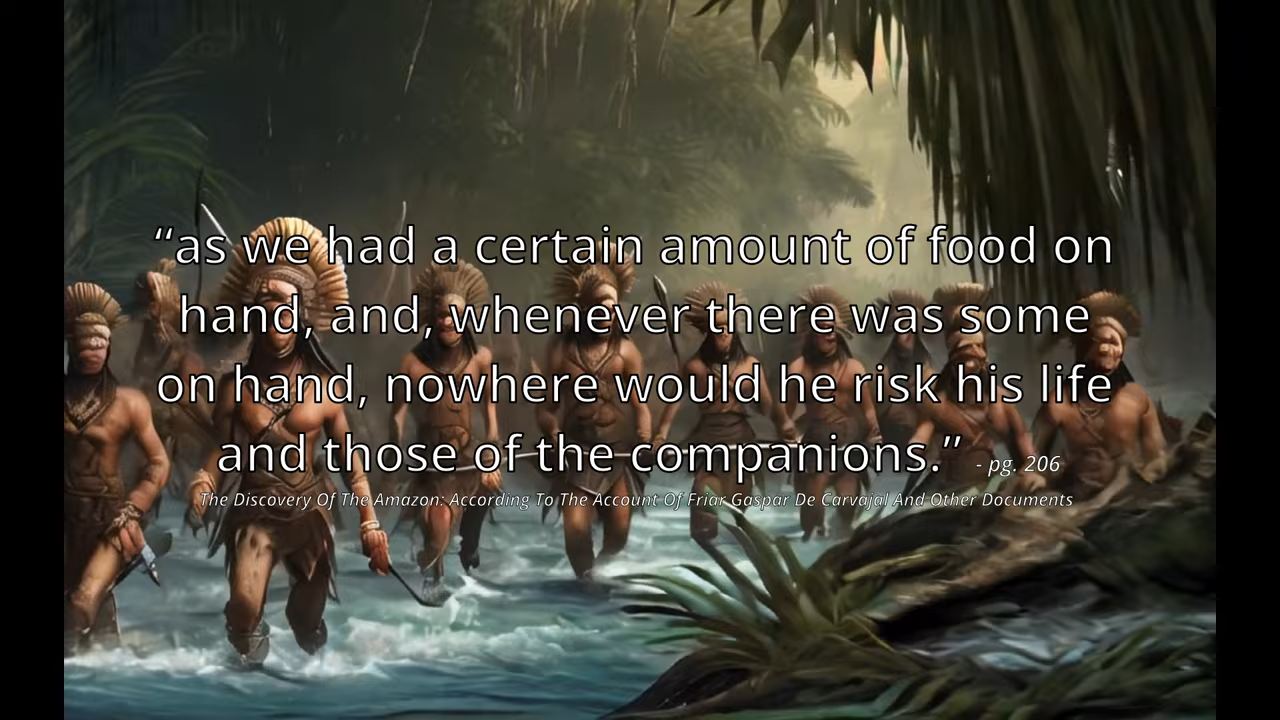 “as we had a certain amount of food on
hand, and, whenever there was some
on hand, nowhere would he risk his life
and those of the companions.” - pg. 206
The Discovery Of The Amazon: According To The Account Of Friar Gaspar De Carvajal And Other Documents